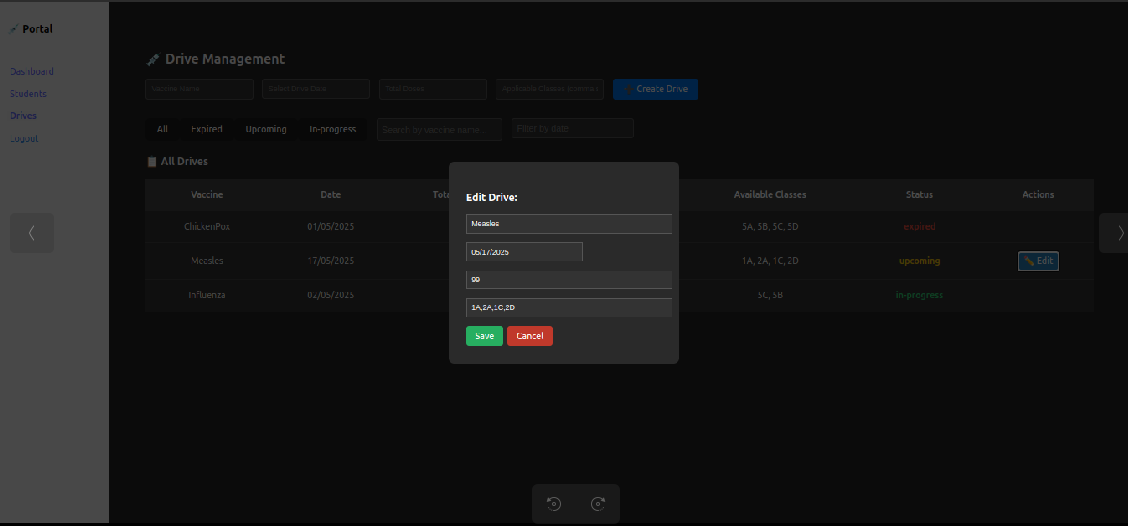 Portal
Dashboard
Students
Drives
Logout
Drive Management
Vaccine Name
Select Drive Date
Total Doses
Applicable Classes (comma
Create Drive
All Expired Upcoming In-progress
Search by vaccine name...
Filter by date
All Drives
Vaccine Date Tota Available Classes Status Actions
ChickenPox 01/05/2025 5A, 5B, 5C, 5D expired
Measles 17/05/2025 1A, 2A, 1C, 2D upcoming Edit
Influenza 02/05/2025 5C, 5B in-progress
Edit Drive:
Measles
05/17/2025
99
1A,2A,1C,2D
Save Cancel